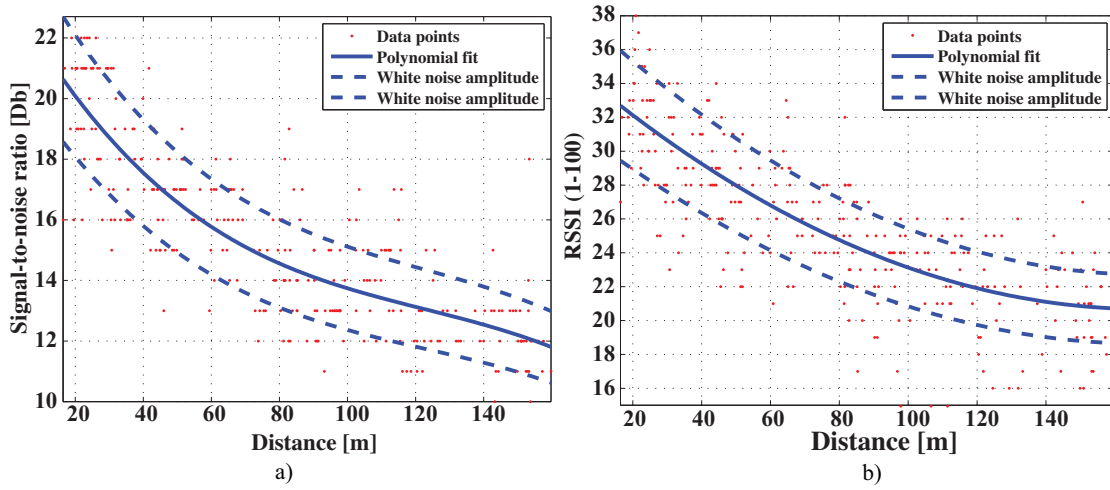 22
20
18
16
14
12
10
Signal-to-noise ratio [Db]
Data points
Polynomial fit
White noise amplitude
White noise amplitude
20
40
60
80
100
120
140
Distance [m]
a)
38
36
34
32
30
28
26
24
22
20
18
16
RSSI (1-100)
Data points
Polynomial fit
White noise amplitude
White noise amplitude
20
40
60
80
100
120
140
Distance [m]
b)